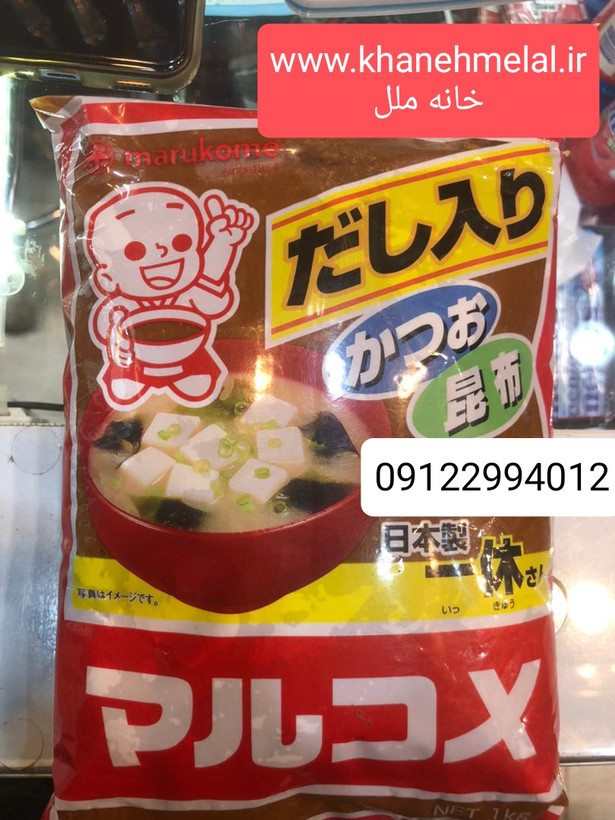 www.khanehmelal.ir
خانه ملل
marukome
だし入り
かつお
昆布
09122994012
日本製
一休さん
いっ きゅう
写真はイメージです。
マルコメ
NET 1kg